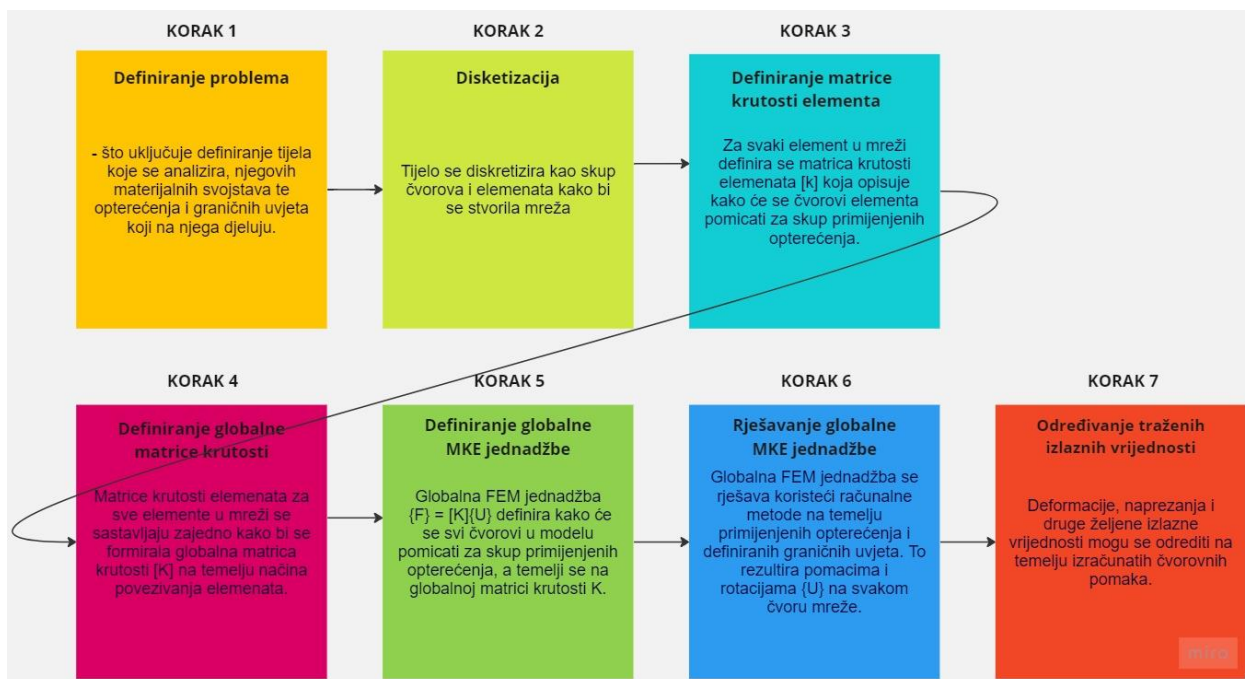 KORAK 1
Definiranje problema
- što uključuje definiranje tijela
koje se analizira, njegovih
materijalnih svojstava te
opterećenja i graničnih uvjeta
koji na njega djeluju.
KORAK 2
Disketizacija
Tijelo se diskretizira kao skup
čvorova i elemenata kako bi
se stvorila mreža
KORAK 3
Definiranje matrice
krutosti elementa
Za svaki element u mreži
definira se matrica krutosti
elemenata [k] koja opisuje
kako će se čvorovi elementa
pomicati za skup primijenjenih
opterećenja.
KORAK 4
Definiranje globalne
matrice krutosti
Matrice krutosti elemenata za
sve elemente u mreži se
sastavljaju zajedno kako bi se
formirala globalna matrica
krutosti [K] na temelju načina
povezivanja elemenata.
KORAK 5
Definiranje globalne
MKE jednadžbe
Globalna FEM jednadžba
{F} = [K]{U} definira kako će
se svi čvorovi u modelu
pomicati za skup primijenjenih
opterećenja, a temelji se na
globalnoj matrici krutosti K.
KORAK 6
Rješavanje globalne
MKE jednadžbe
Globalna FEM jednadžba se
rješava koristeći računalne
metode na temelju
primijenjenih opterećenja i
definiranih graničnih uvjeta. To
rezultira pomacima i
rotacijama {U} na svakom
čvoru mreže.
KORAK 7
Određivanje traženih
izlaznih vrijednosti
Deformacije, naprezanja i
druge željene izlazne
vrijednosti mogu se odrediti na
temelju izračunatih čvorovnih
pomaka.
miro